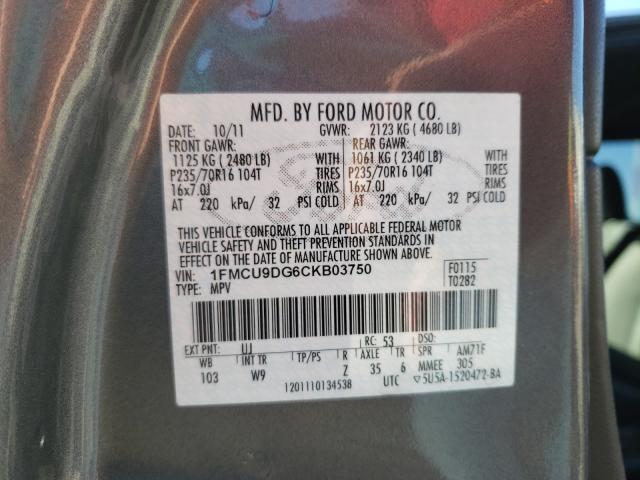 MFD. BY FORD MOTOR CO.
DATE: 10/11 GVWR: 2123 KG (4680 LB)
FRONT GAWR: REAR GAWR:
1125 KG (2480 LB) WITH 1061 KG (2340 LB) WITH
P235/70R16 104T TIRES P235/70R16 104T TIRES
16x7.0J RIMS 16x7.0J RIMS
AT 220 kPa/ 32 PSI COLD AT 220 kPa/ 32 PSI COLD
THIS VEHICLE CONFORMS TO ALL APPLICABLE FEDERAL MOTOR
VEHICLE SAFETY AND THEFT PREVENTION STANDARDS IN
EFFECT ON THE DATE OF MANUFACTURE SHOWN ABOVE.
VIN: 1FMCU9DG6CKB03750 F0115
TYPE: MPV T0282
EXT PNT: UJ RC: 53 DSO:
WB INT TR TP/PS R AXLE TR SPR AM71F
103 W9 Z 35 6 MMEE 305
1201110134538 UTC ▽5U5A-1520472-BA